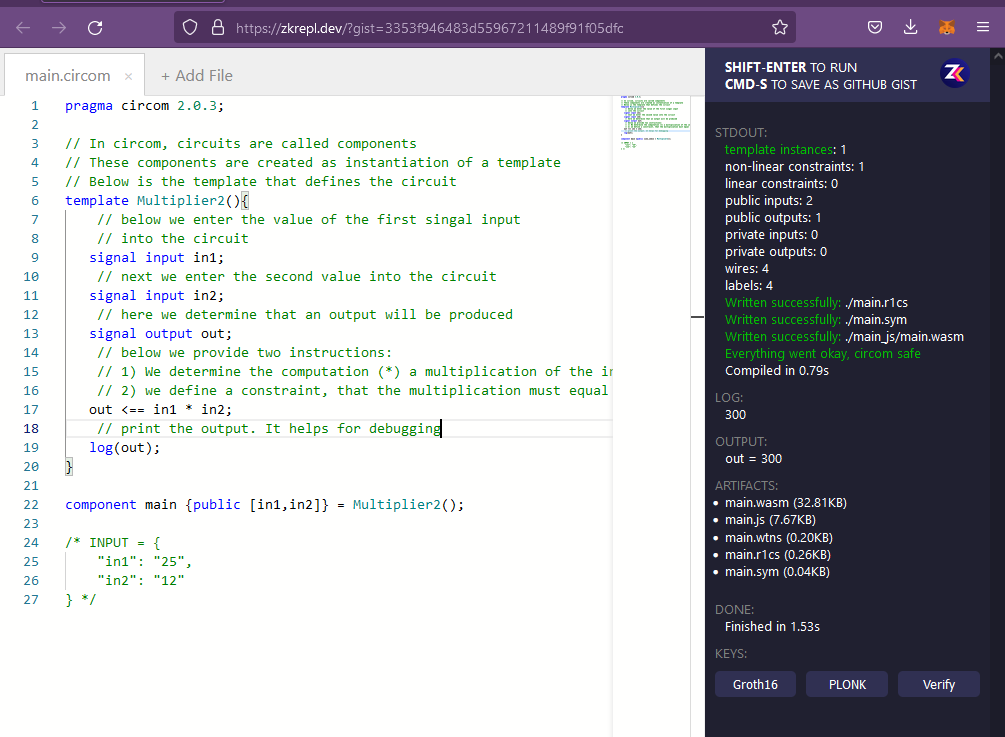 https://zkrepl.dev/?gist=3353f946483d55967211489f91f05dfc
main.circom ×
+ Add File
1 pragma circom 2.0.3;
2
3 // In circom, circuits are called components
4 // These components are created as instantiation of a template
5 // Below is the template that defines the circuit
6 template Multiplier2(){
7 // below we enter the value of the first singal input
8 // into the circuit
9 signal input in1;
10 // next we enter the second value into the circuit
11 signal input in2;
12 // here we determine that an output will be produced
13 signal output out;
14 // below we provide two instructions:
15 // 1) We determine the computation (*) a multiplication of the in
16 // 2) we define a constraint, that the multiplication must equal
17 out <== in1 * in2;
18 // print the output. It helps for debugging
19 log(out);
20 }
21
22 component main {public [in1,in2]} = Multiplier2();
23
24 /* INPUT = {
25 "in1": "25",
26 "in2": "12"
27 } */
SHIFT-ENTER TO RUN
CMD-S TO SAVE AS GITHUB GIST
STDOUT:
template instances: 1
non-linear constraints: 1
linear constraints: 0
public inputs: 2
public outputs: 1
private inputs: 0
private outputs: 0
wires: 4
labels: 4
Written successfully: ./main.r1cs
Written successfully: ./main.sym
Written successfully: ./main_js/main.wasm
Everything went okay, circom safe
Compiled in 0.79s
LOG:
300
OUTPUT:
out = 300
ARTIFACTS:
• main.wasm (32.81KB)
• main.js (7.67KB)
• main.wtns (0.20KB)
• main.r1cs (0.26KB)
• main.sym (0.04KB)
DONE:
Finished in 1.53s
KEYS:
Groth16
PLONK
Verify